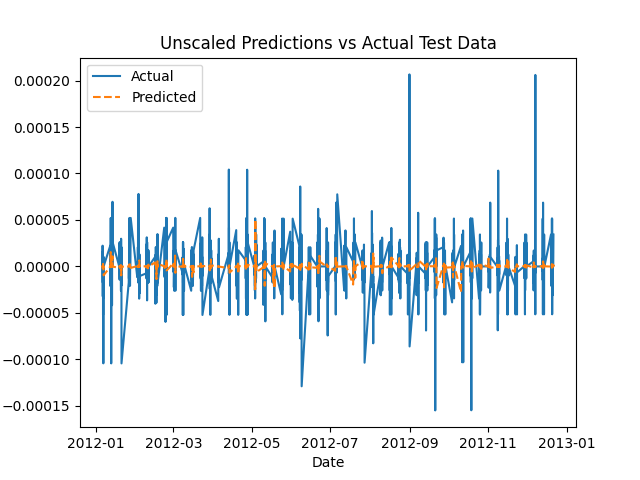 Unscaled Predictions vs Actual Test Data
Actual
Predicted
0.00020
0.00015
0.00010
0.00005
0.00000
−0.00005
−0.00010
−0.00015
2012-01 2012-03 2012-05 2012-07 2012-09 2012-11 2013-01
Date